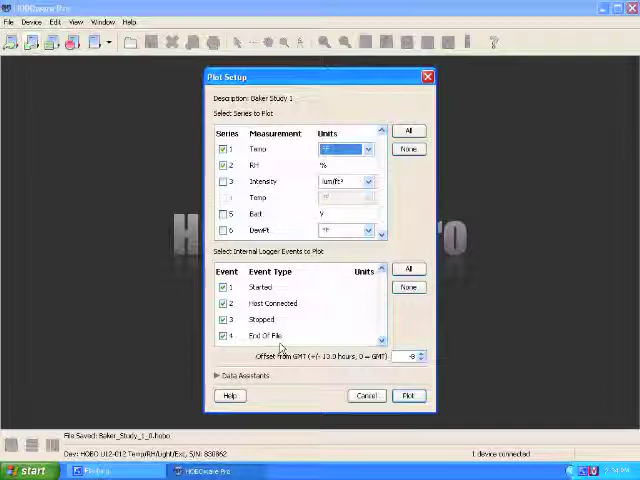 HOBOware Pro
File Device Edit View Window Help
Plot Setup
Description: Baker Study 1
Select Series to Plot
Series Measurement Units
All
1 Temp °F
None
2 RH %
3 Intensity lum/ft²
Temp °F
5 Batt V
6 DewPt °F
Select Internal Logger Events to Plot
Event Event Type Units
All
1 Started
None
2 Host Connected
3 Stopped
4 End Of File
Offset from GMT (+/- 13.0 hours, 0 = GMT) -8
Data Assistants
Help Cancel Plot
File Saved: Baker_Study_1_0.hobo
Device Info: HOBO U12-012 Temp/RH/Light/Ext, S/N: 830862 1 device connected
start HOBOware Pro